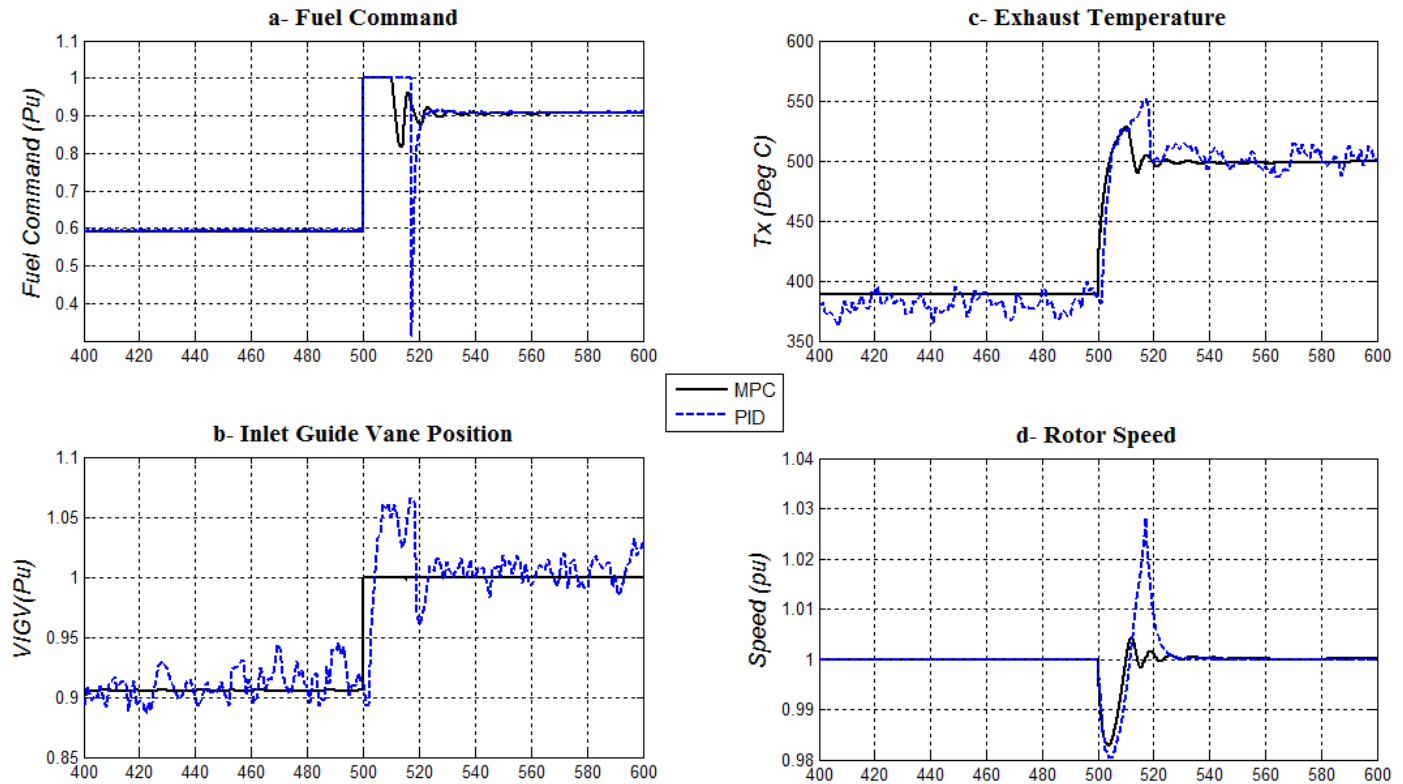 a- Fuel Command
1.1
1
0.9
0.8
0.7
0.6
0.5
0.4
Fuel Command (Pu)
400 420 440 460 480 500 520 540 560 580 600
c- Exhaust Temperature
600
550
500
450
400
350
Tx (Deg C)
400 420 440 460 480 500 520 540 560 580 600
MPC
PID
b- Inlet Guide Vane Position
1.1
1.05
1
0.95
0.9
0.85
VIGV(Pu)
400 420 440 460 480 500 520 540 560 580 600
d- Rotor Speed
1.04
1.03
1.02
1.01
1
0.99
0.98
Speed (pu)
400 420 440 460 480 500 520 540 560 580 600